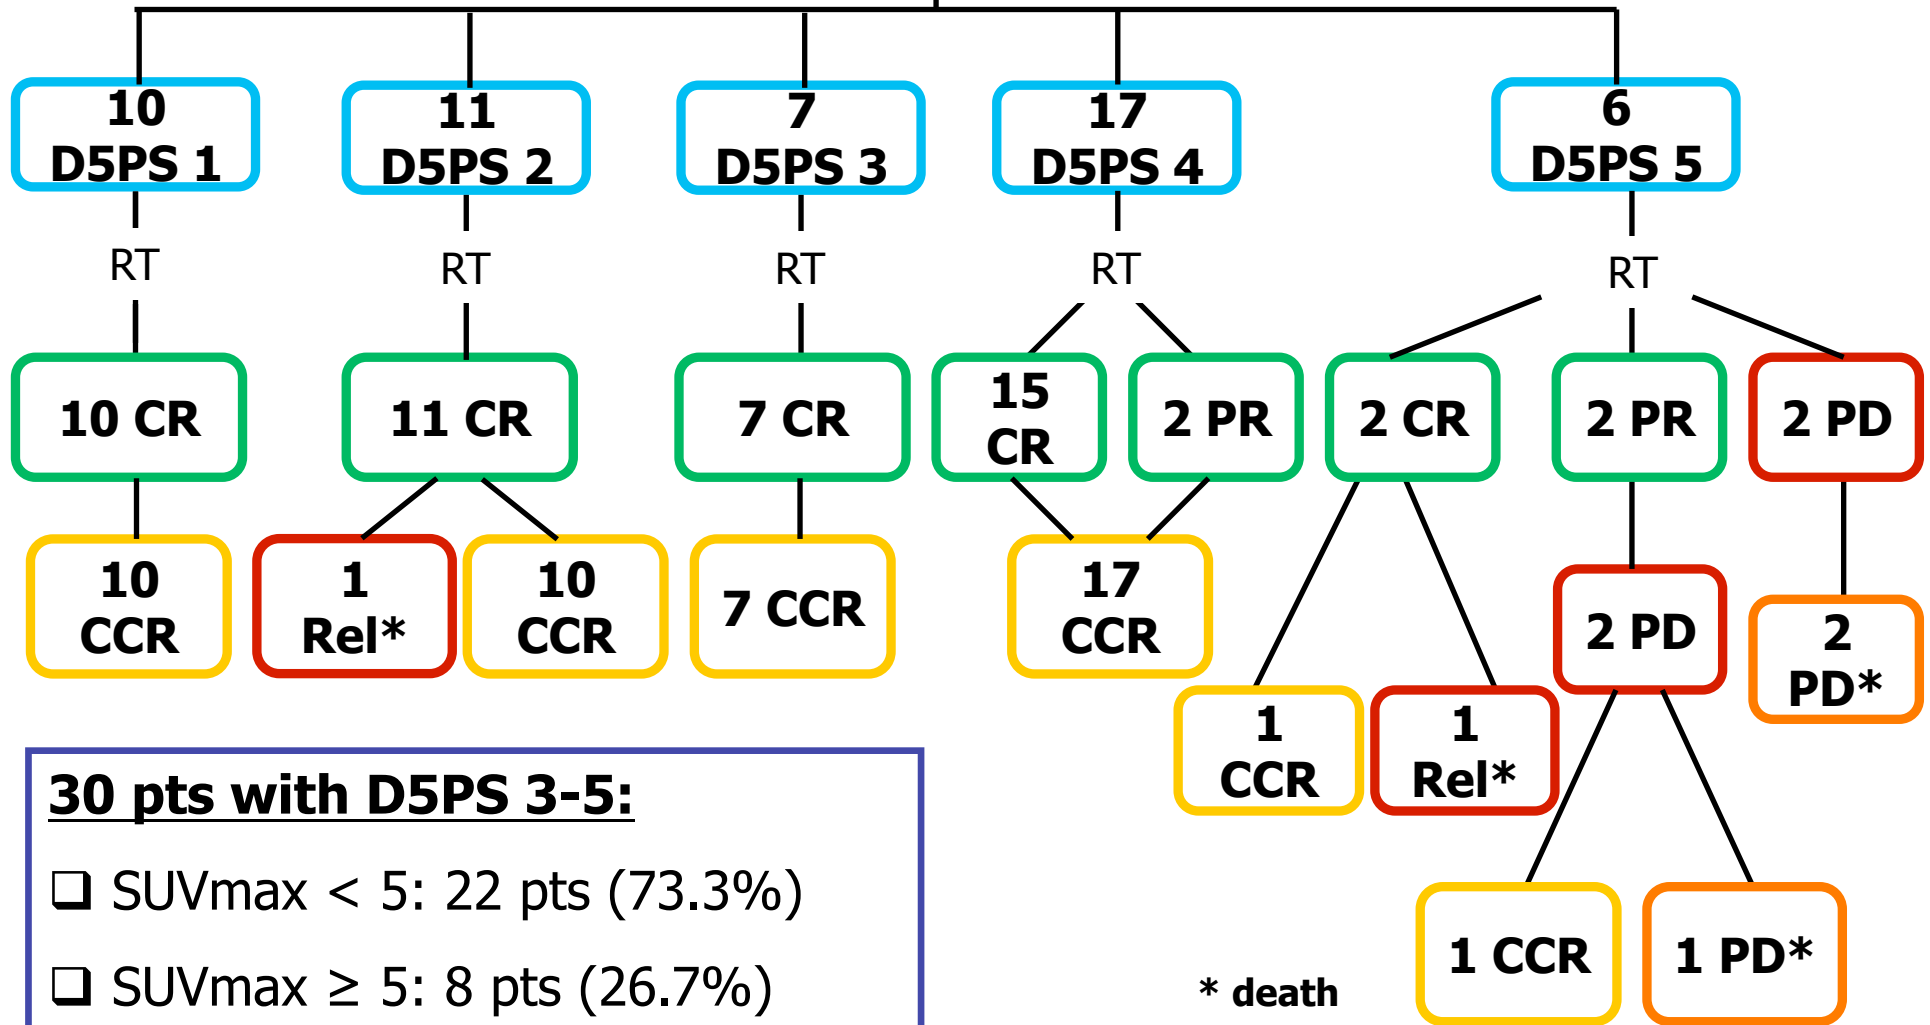 10
D5PS 1
11
D5PS 2
7
D5PS 3
17
D5PS 4
6
D5PS 5
RT
RT
RT
RT
RT
10 CR
11 CR
7 CR
15
CR
2 PR
2 CR
2 PR
2 PD
10
CCR
1
Rel*
10
CCR
7 CCR
17
CCR
2 PD
2
PD*
1
CCR
1
Rel*
1 CCR
1 PD*
30 pts with D5PS 3-5:
❑ SUVmax < 5: 22 pts (73.3%)
❑ SUVmax ≥ 5: 8 pts (26.7%)
* death